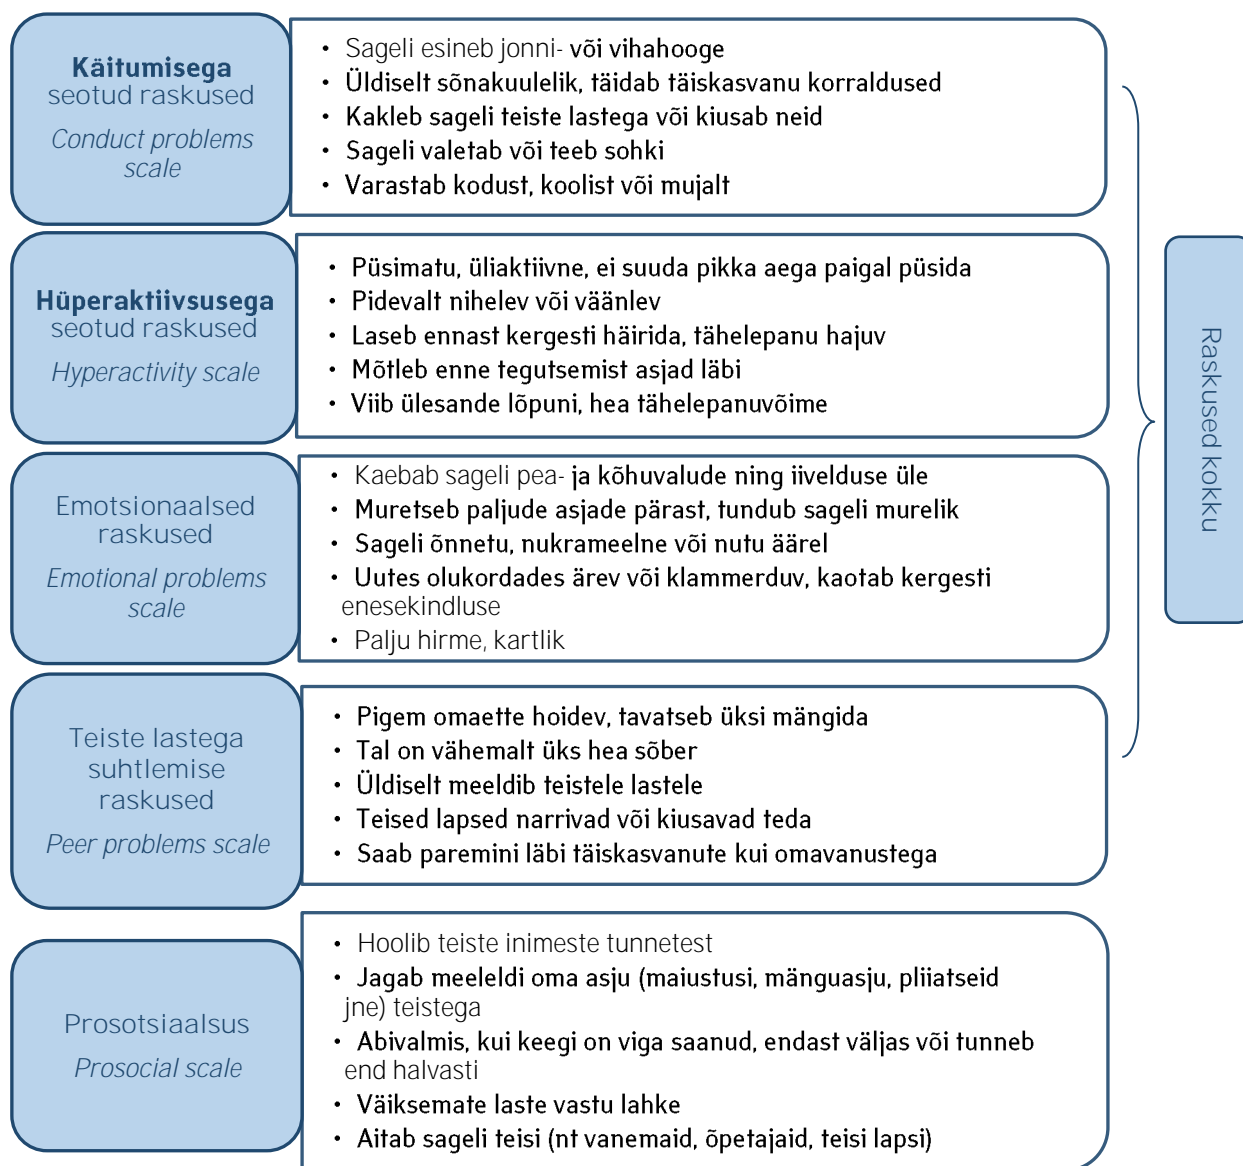 Käitumisega
seotud raskused
Conduct problems
scale
• Sageli esineb jonni- või vihahooge
• Üldiselt sõnakuulelik, täidab täiskasvanu korraldused
• Kakleb sageli teiste lastega või kiusab neid
• Sageli valetab või teeb sohki
• Varastab kodust, koolist või mujalt
Hüperaktiivsusega
seotud raskused
Hyperactivity scale
• Püsimatu, üliaktiivne, ei suuda pikka aega paigal püsida
• Pidevalt nihelev või väänlev
• Laseb ennast kergesti häirida, tähelepanu hajuv
• Mõtleb enne tegutsemist asjad läbi
• Viib ülesande lõpuni, hea tähelepanuvõime
Emotsionaalsed
raskused
Emotional problems
scale
• Kaebab sageli pea- ja kõhuvalude ning iivelduse üle
• Muretseb paljude asjade pärast, tundub sageli murelik
• Sageli õnnetu, nukrameelne või nutu äärel
• Uutes olukordades ärev või klammerduv, kaotab kergesti
enesekindluse
• Palju hirme, kartlik
Teiste lastega
suhtlemise
raskused
Peer problems scale
• Pigem omaette hoidev, tavatseb üksi mängida
• Tal on vähemalt üks hea sõber
• Üldiselt meeldib teistele lastele
• Teised lapsed narrivad või kiusavad teda
• Saab paremini läbi täiskasvanute kui omavanustega
Prosotsiaalsus
Prosocial scale
• Hoolib teiste inimeste tunnetest
• Jagab meeleldi oma asju (maiustusi, mänguasju, pliiatseid
jne) teistega
• Abivalmis, kui keegi on viga saanud, endast väljas või tunneb
end halvasti
• Väiksemate laste vastu lahke
• Aitab sageli teisi (nt vanemaid, õpetajaid, teisi lapsi)
Raskused kokku